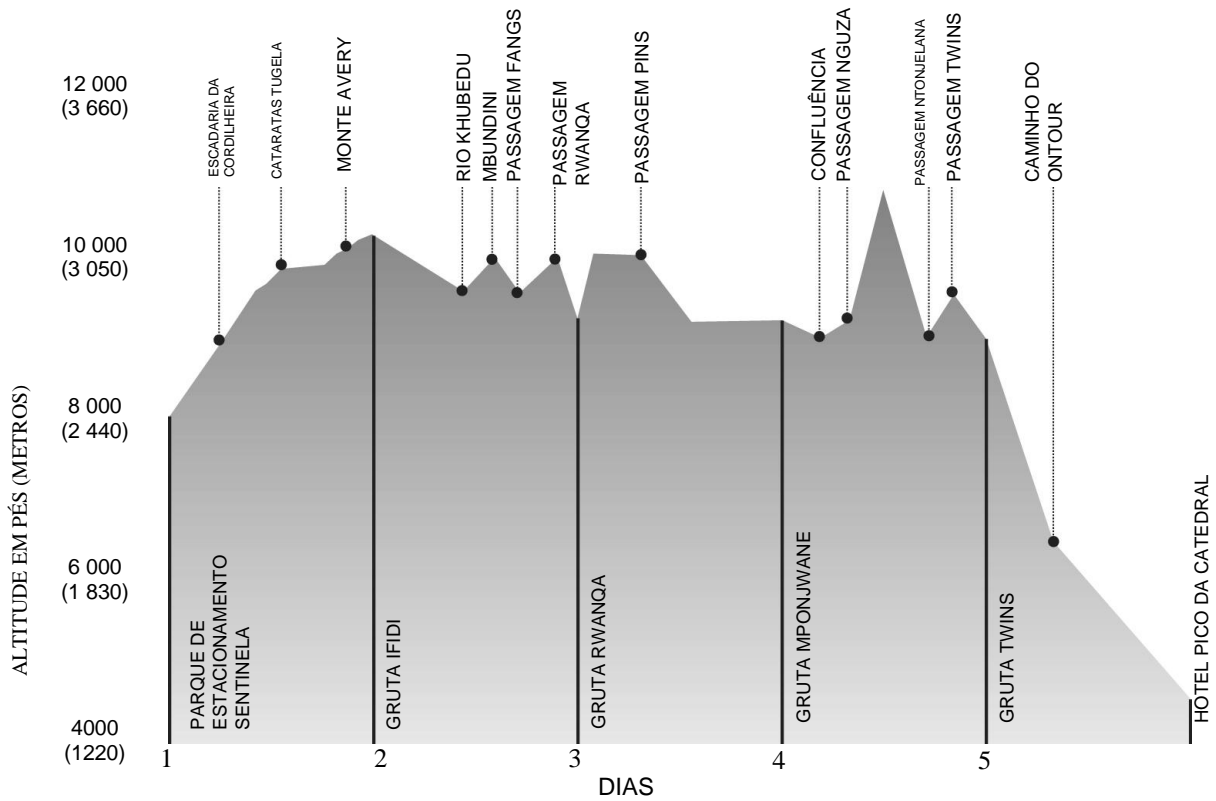 ESCADARIA DA
CORDILHEIRA
CATARATAS TUGELA
MONTE AVERY
RIO KHUBEDU
MBUNDINI
PASSAGEM FANGS
PASSAGEM
RWANQA
PASSAGEM PINS
CONFLUÊNCIA
PASSAGEM NGUZA
PASSAGEM NTONJELANA
PASSAGEM TWINS
CAMINHO DO
ONTOUR
ALTITUDE EM PÉS (METROS)
12 000
(3 660)
10 000
(3 050)
8 000
(2 440)
6 000
(1 830)
4000
(1220)
PARQUE DE
ESTACIONAMENTO
SENTINELA
GRUTA IFIDI
GRUTA RWANQA
GRUTA MPONJWANE
GRUTA TWINS
HOTEL PICO DA CATEDRAL
1
2
3
4
5
DIAS